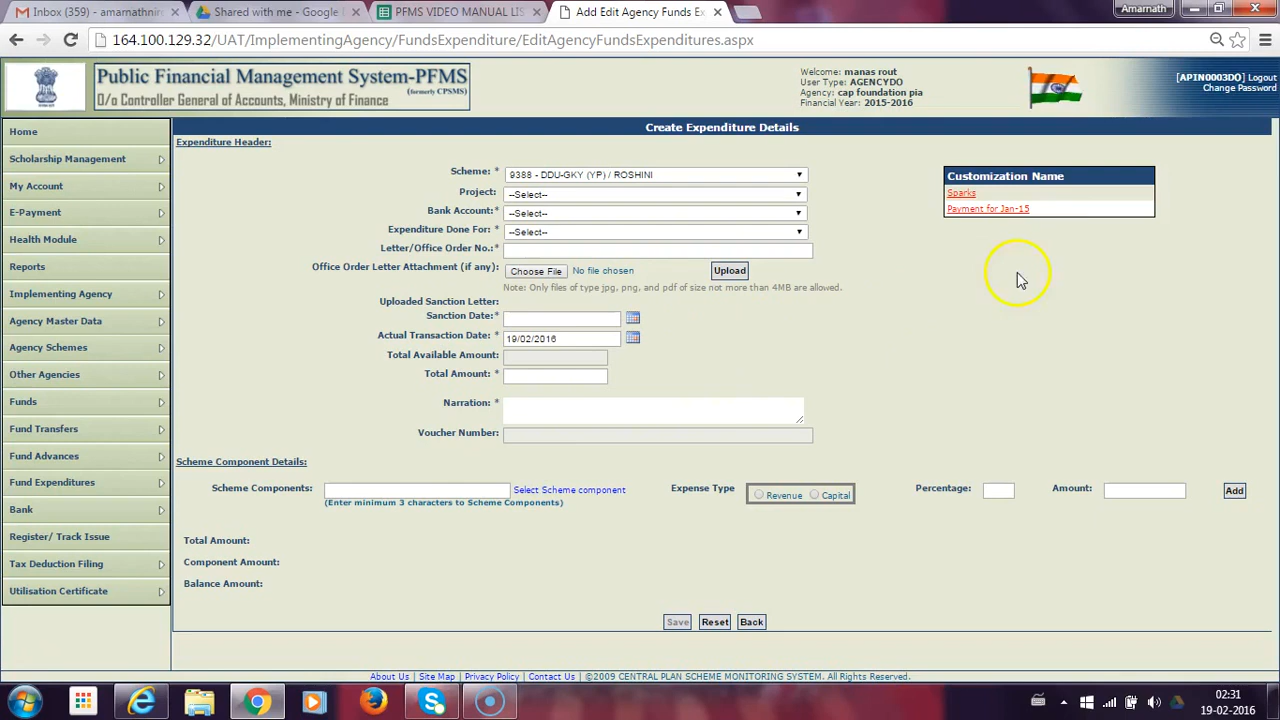 Inbox (359) - amarathni
Shared with me - Google
PFMS VIDEO MANUAL LIS
Add Edit Agency Funds Ex
Amarnath
164.100.129.32/UAT/ImplementingAgency/FundsExpenditure/EditAgencyFundsExpenditures.aspx
Public Financial Management System-PFMS
(formerly CPSMS)
O/o Controller General of Accounts, Ministry of Finance
Welcome: manas rout
User Type: AGENCYDO
Agency: cap foundation pia
Financial Year: 2015-2016
[APIN0003DO] Logout
Change Password
Home
Scholarship Management
My Account
E-Payment
Health Module
Reports
Implementing Agency
Agency Master Data
Agency Schemes
Other Agencies
Funds
Fund Transfers
Fund Advances
Fund Expenditures
Bank
Register/ Track Issue
Tax Deduction Filing
Utilisation Certificate
Create Expenditure Details
Expenditure Header:
Scheme: * 9388 - DDU-GKY (YP) / ROSHINI
Project: --Select--
Bank Account:* --Select--
Expenditure Done For: * --Select--
Letter/Office Order No.:*
Office Order Letter Attachment (if any): Choose File No file chosen Upload
Note: Only files of type jpg, png, and pdf of size not more than 4MB are allowed.
Uploaded Sanction Letter:
Sanction Date:*
Actual Transaction Date: * 19/02/2016
Total Available Amount:
Total Amount: *
Narration: *
Voucher Number:
Customization Name
Sparks
Payment for Jan-15
Scheme Component Details:
Scheme Components: Select Scheme component Expense Type Revenue Capital Percentage: Amount: Add
(Enter minimum 3 characters to Scheme Components)
Total Amount:
Component Amount:
Balance Amount:
Save Reset Back
About Us | Site Map | Privacy Policy | Contact Us | ©2009 CENTRAL PLAN SCHEME MONITORING SYSTEM. All Rights Reserved.
02:31
19-02-2016